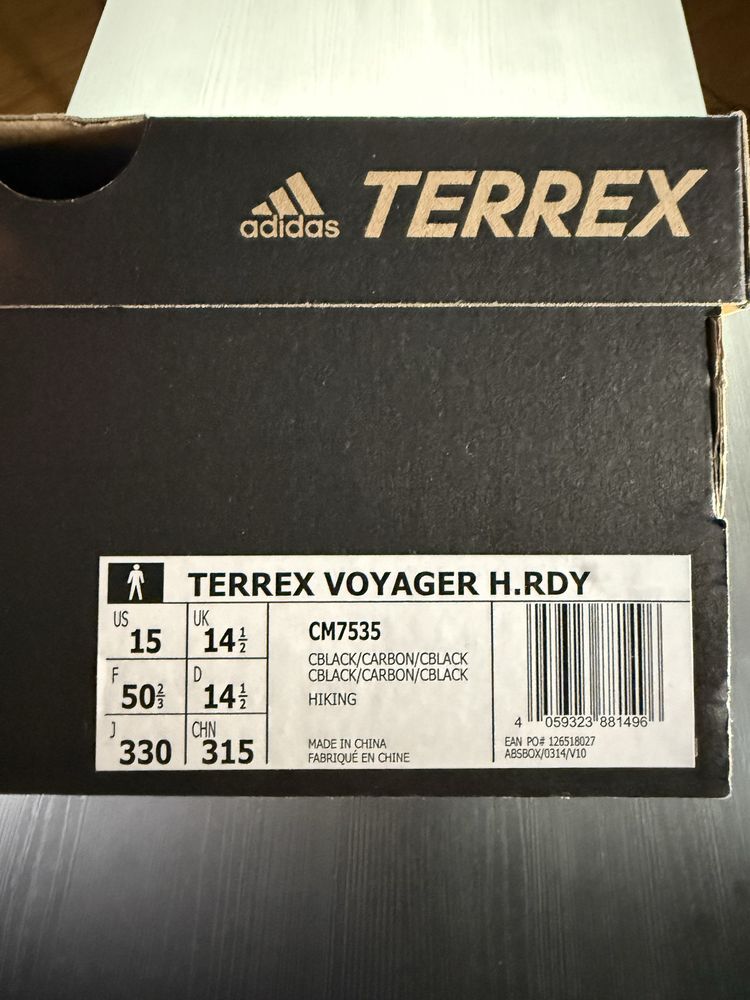 adidas TERREX
TERREX VOYAGER H.RDY
US 15
UK 14½
F 50⅔
D 14½
J 330
CHN 315
CM7535
CBLACK/CARBON/CBLACK
CBLACK/CARBON/CBLACK
HIKING
MADE IN CHINA
FABRIQUÉ EN CHINE
4 059323 881496
EAN PO# 126518027
ABSBOX/0314/V10